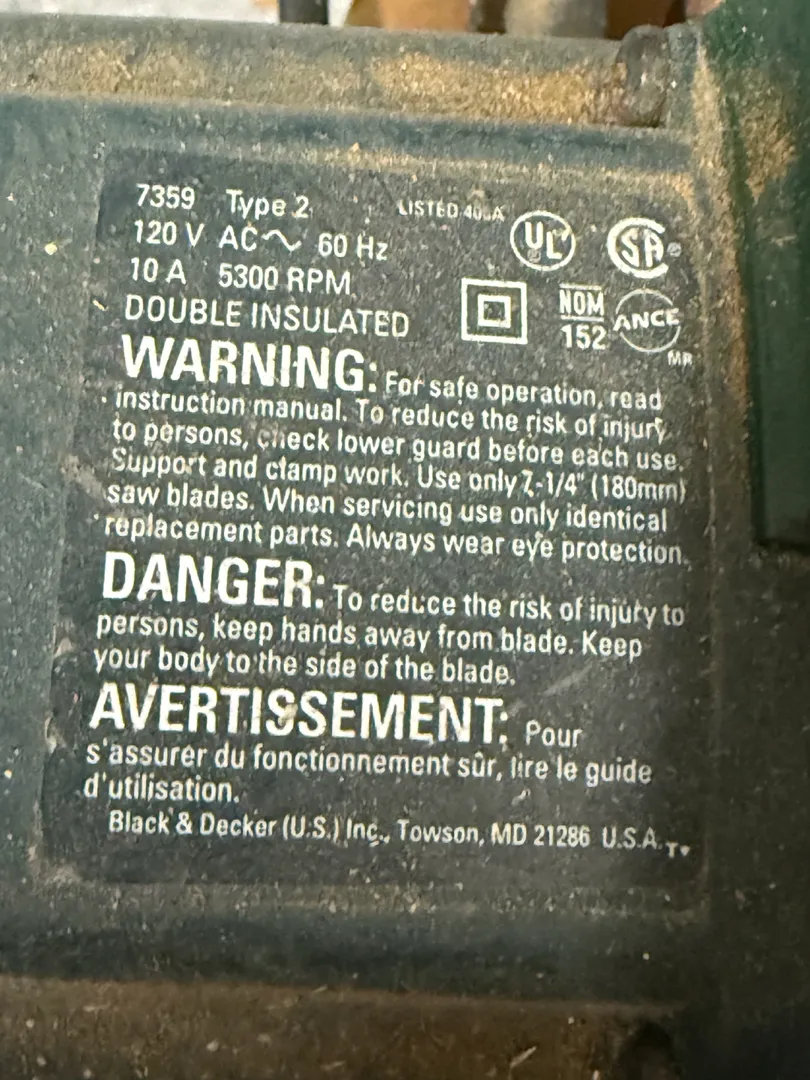 7359 Type 2 LISTED
120 V AC 60 Hz UL SA ®
10 A 5300 RPM
DOUBLE INSULATED NOM 152 ANCE MR
WARNING: For safe operation, read
instruction manual. To reduce the risk of injury
to persons, check lower guard before each use.
Support and clamp work. Use only 7-1/4" (180mm)
saw blades. When servicing use only identical
replacement parts. Always wear eye protection.
DANGER: To reduce the risk of injury to
persons, keep hands away from blade. Keep
your body to the side of the blade.
AVERTISSEMENT: Pour
s'assurer du fonctionnement sûr, lire le guide
d'utilisation.
Black & Decker (U.S.) Inc., Towson, MD 21286 U.S.A.